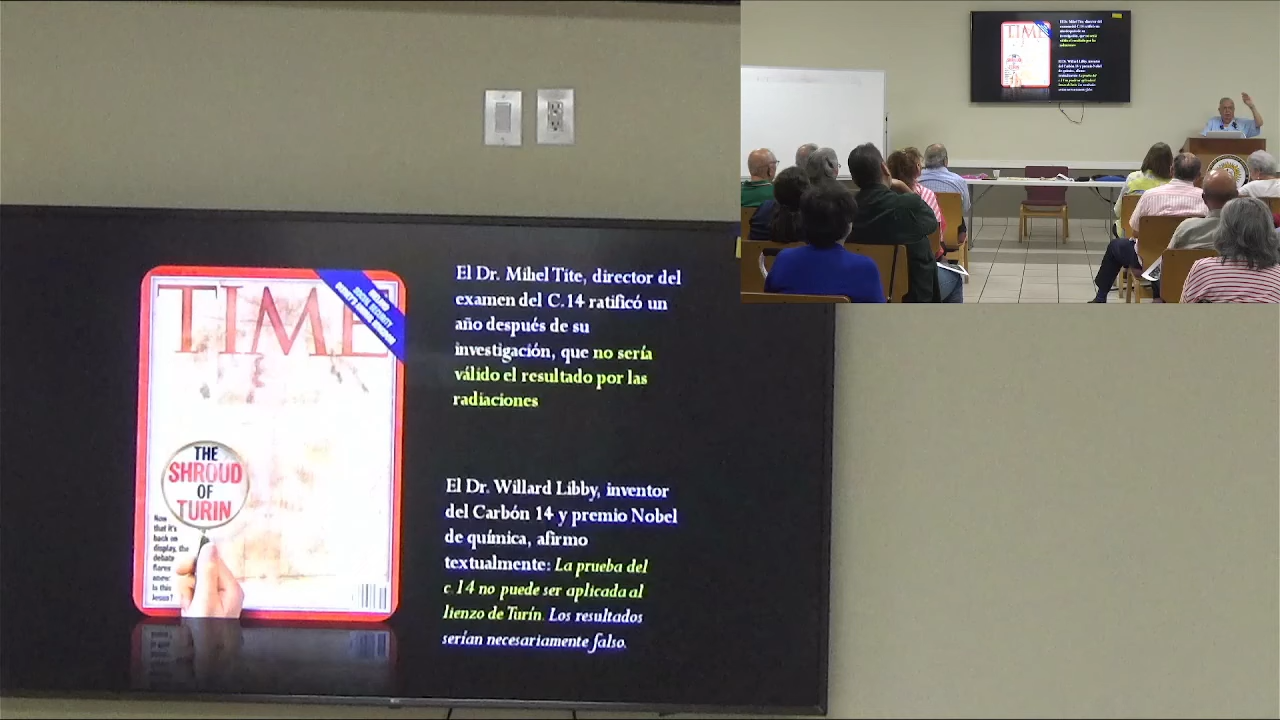 TIME
THE
SHROUD
OF
TURIN
Now
that it's
back on
display, the
debate
flares
anew:
Is this
Jesus?
El Dr. Mihel Tite, director del
examen del C.14 ratificó un
año después de su
investigación, que no sería
válido el resultado por las
radiaciones
El Dr. Willard Libby, inventor
del Carbón 14 y premio Nobel
de química, afirmo
textualmente: La prueba del
c.14 no puede ser aplicada al
lienzo de Turín. Los resultados
serían necesariamente falso.
TIME